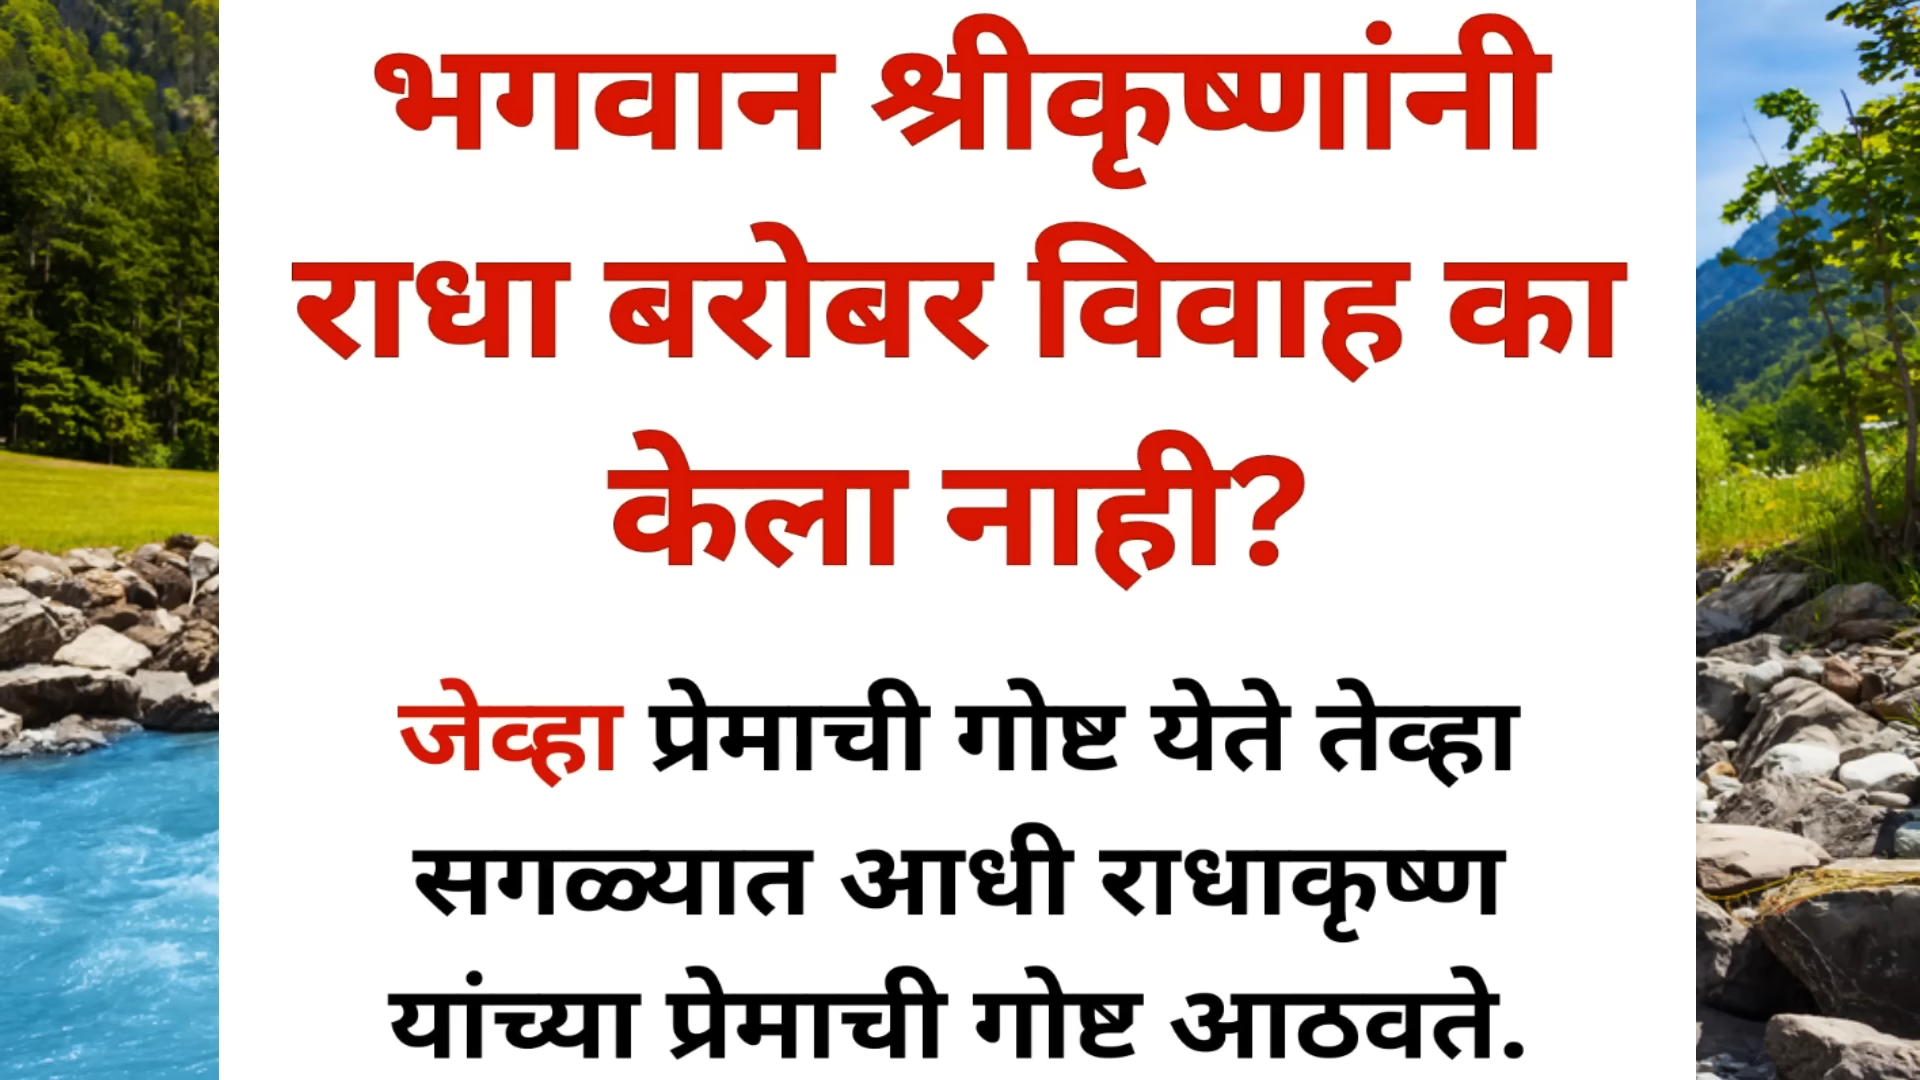 भगवान श्रीकृष्णांनी
राधा बरोबर विवाह का
केला नाही?
जेव्हा प्रेमाची गोष्ट येते तेव्हा
सगळ्यात आधी राधाकृष्ण
यांच्या प्रेमाची गोष्ट आठवते.